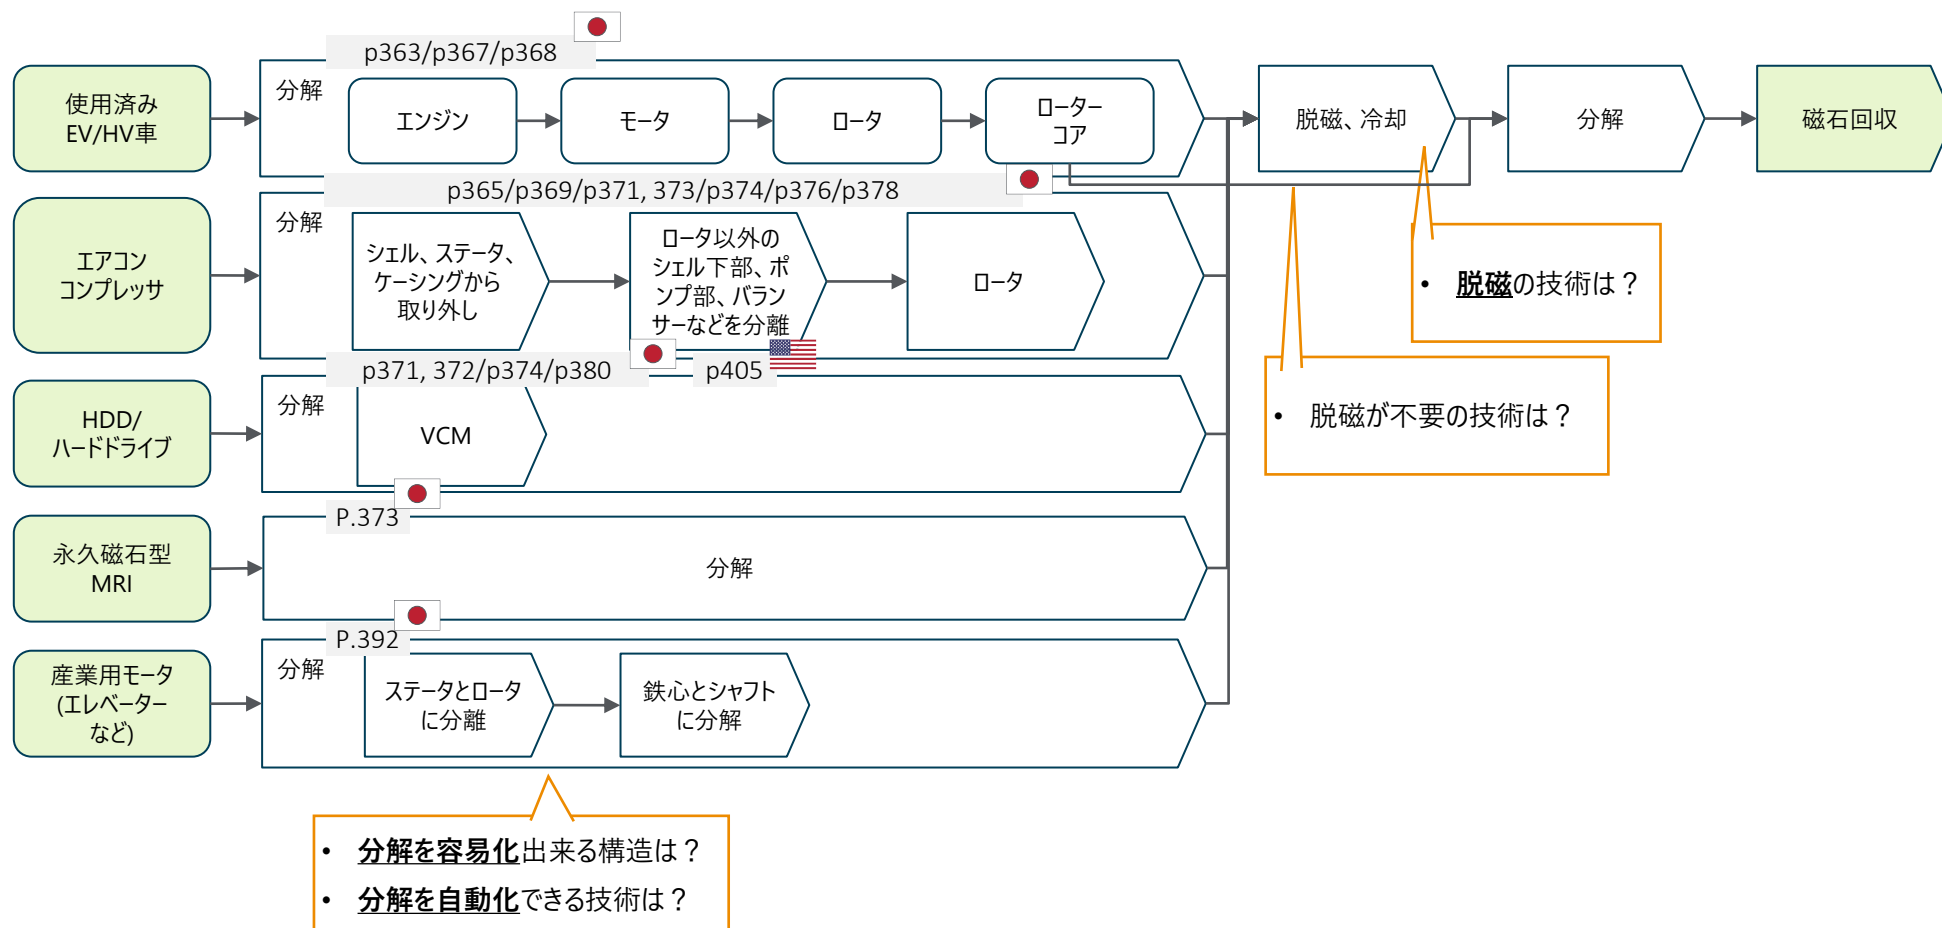 p363/p367/p368
使用済み
EV/HV車
分解
エンジン
モータ
ロータ
ローター
コア
脱磁、冷却
分解
磁石回収
p365/p369/p371, 373/p374/p376/p378
エアコン
コンプレッサ
分解
シェル、ステータ、
ケーシングから
取り外し
ロータ以外の
シェル下部、ポ
ンプ部、バラン
サーなどを分離
ロータ
• 脱磁の技術は？
• 脱磁が不要の技術は？
p371, 372/p374/p380
p405
HDD/
ハードドライブ
分解
VCM
P.373
永久磁石型
MRI
分解
P.392
産業用モータ
(エレベーター
など)
分解
ステータとロータ
に分離
鉄心とシャフト
に分解
• 分解を容易化出来る構造は？
• 分解を自動化できる技術は？